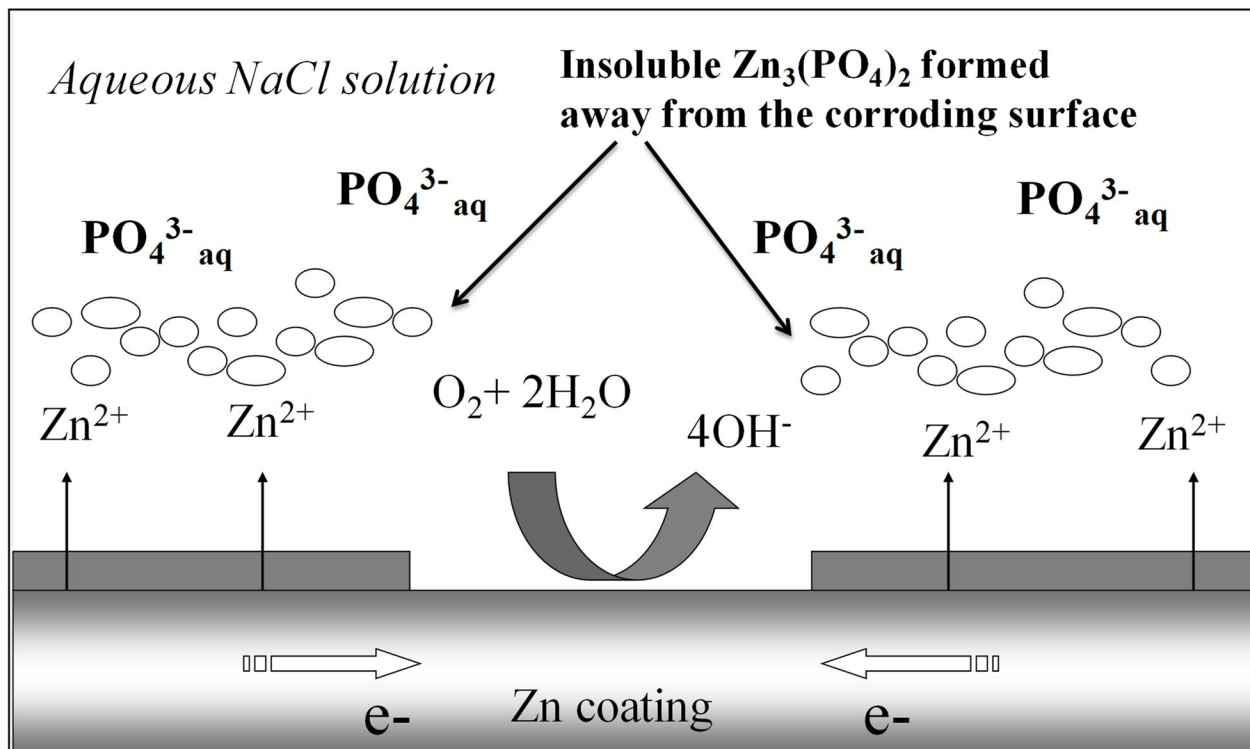 Aqueous NaCl solution
Insoluble Zn₃(PO₄)₂ formed
away from the corroding surface
PO₄³⁻ aq
PO₄³⁻ aq
PO₄³⁻ aq
PO₄³⁻ aq
Zn²⁺
Zn²⁺
O₂+ 2H₂O
4OH⁻
Zn²⁺
Zn²⁺
e-
Zn coating
e-